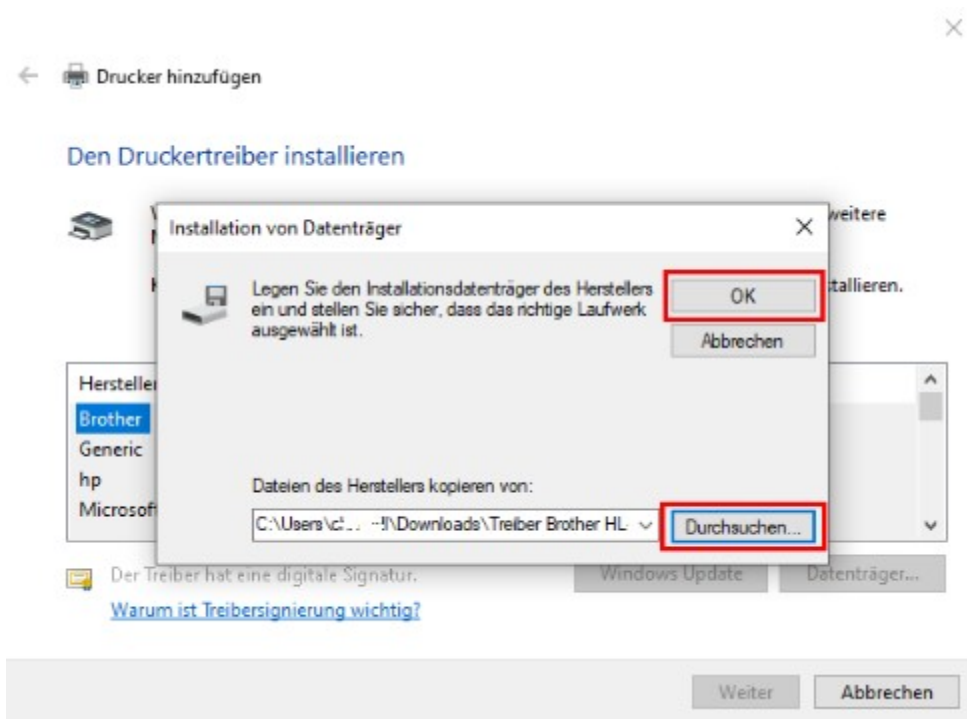 Drucker hinzufügen
Den Druckertreiber installieren
weitere
Installation von Datenträger
Legen Sie den Installationsdatenträger des Herstellers
ein und stellen Sie sicher, dass das richtige Laufwerk
ausgewählt ist.
OK
stallieren.
Abbrechen
Hersteller
Brother
Generic
hp
Microsoft
Dateien des Herstellers kopieren von:
C:\Users\ \Downloads\Treiber Brother HL
Durchsuchen...
Der Treiber hat eine digitale Signatur.
Windows Update
Datenträger...
Warum ist Treibersignierung wichtig?
Weiter
Abbrechen